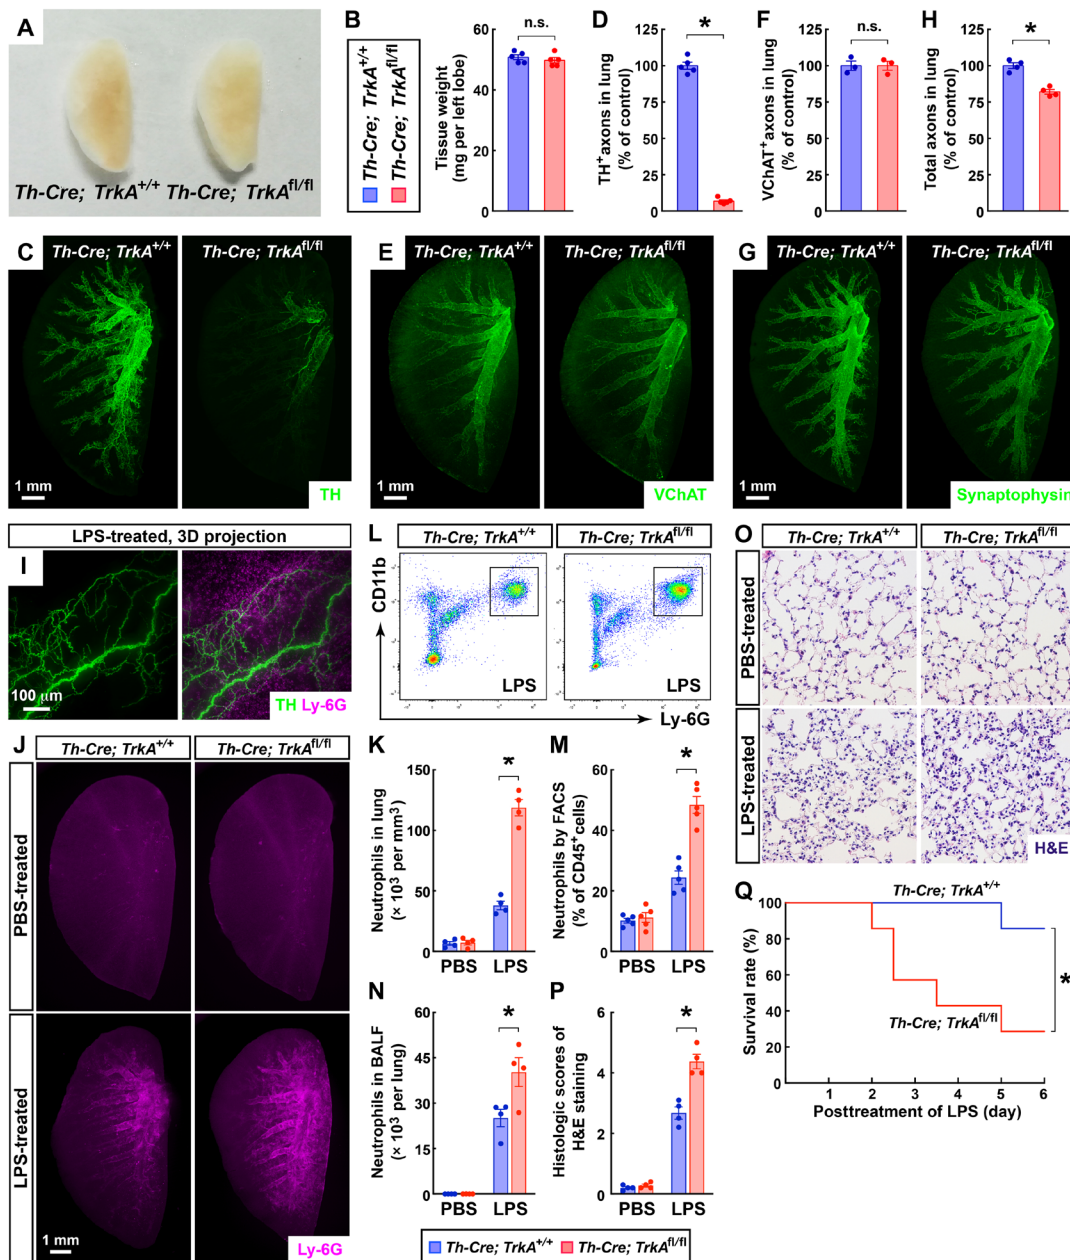 A
Th-Cre; TrkA+/+ Th-Cre; TrkAfl/fl
B
Th-Cre; TrkA+/+
Th-Cre; TrkAfl/fl
Tissue weight
(mg per left lobe)
60
40
20
0
n.s.
D
TH+axons in lung
(% of control)
125
100
75
50
25
0
*
F
VChAT+axons in lung
(% of control)
125
100
75
50
25
0
n.s.
H
Total axons in lung
(% of control)
125
100
75
50
25
0
*
C
Th-Cre; TrkA+/+
Th-Cre; TrkAfl/fl
1 mm
TH
E
Th-Cre; TrkA+/+
Th-Cre; TrkAfl/fl
1 mm
VChAT
G
Th-Cre; TrkA+/+
Th-Cre; TrkAfl/fl
1 mm
Synaptophysin
LPS-treated, 3D projection
I
100 µm
TH Ly-6G
L
Th-Cre; TrkA+/+
Th-Cre; TrkAfl/fl
CD11b
LPS
LPS
Ly-6G
O
Th-Cre; TrkA+/+
Th-Cre; TrkAfl/fl
PBS-treated
LPS-treated
H&E
J
Th-Cre; TrkA+/+
Th-Cre; TrkAfl/fl
PBS-treated
LPS-treated
1 mm
Ly-6G
K
Neutrophils in lung
(× 103 per mm3)
150
100
50
0
*
PBS
LPS
M
Neutrophils by FACS
(% of CD45+cells)
60
40
20
0
*
PBS
LPS
N
Neutrophils in BALF
(× 103 per lung)
60
45
30
15
0
*
PBS
LPS
P
Histologic scores of
H&E staining
6
4
2
0
*
PBS
LPS
Th-Cre; TrkA+/+
Th-Cre; TrkAfl/fl
Q
Th-Cre; TrkA+/+
Survival rate (%)
100
80
60
40
0
Th-Cre; TrkAfl/fl
*
1
2
3
4
5
6
Posttreatment of LPS (day)